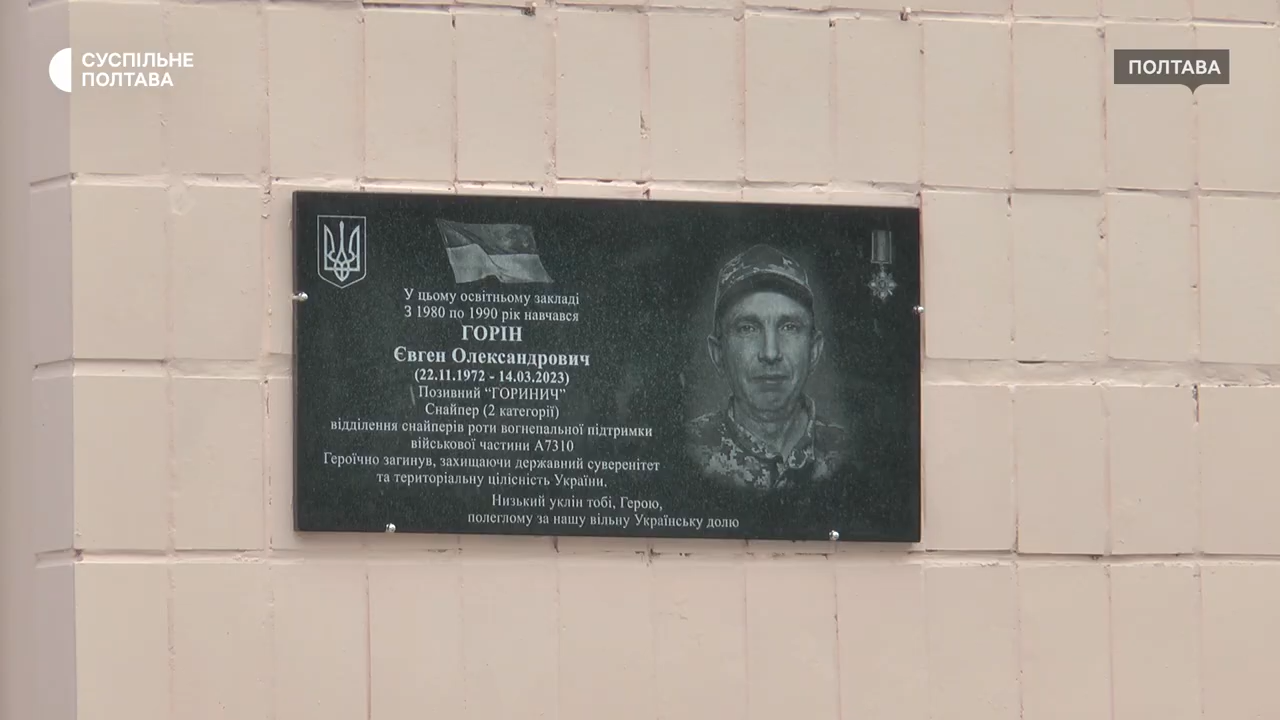 СУСПІЛЬНЕ
ПОЛТАВА
ПОЛТАВА
У цьому освітньому закладі
З 1980 по 1990 рік навчався
ГОРІН
Євген Олександрович
(22.11.1972 - 14.03.2023)
Позивний “ГОРИНИЧ”
Снайпер (2 категорії)
відділення снайперів роти вогнепальної підтримки
військової частини А7310
Героїчно загинув, захищаючи державний суверенітет
та територіальну цілісність України.
Низький уклін тобі, Герою,
полеглому за нашу вільну Українську долю